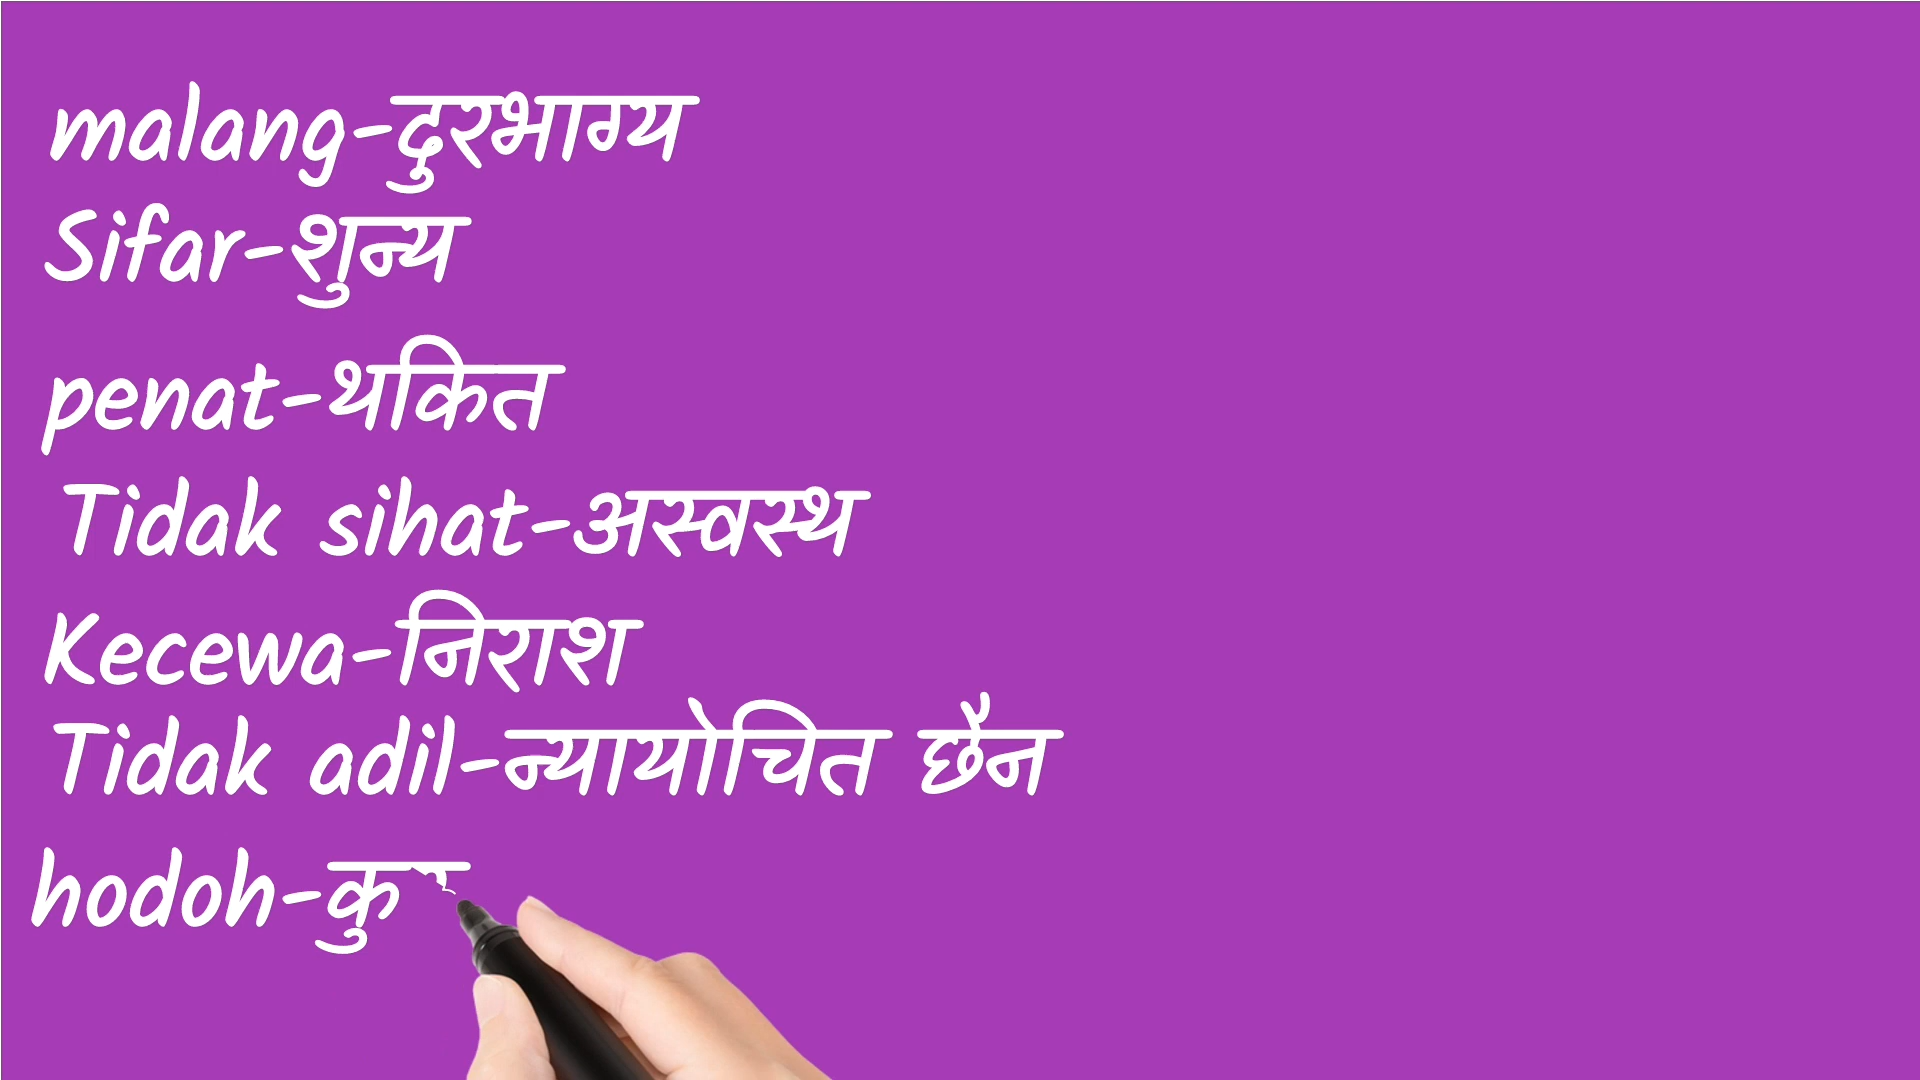 malang-दुरभाग्य
Sifar-शुन्य
penat-थकित
Tidak sihat-अस्वस्थ
Kecewa-निराश
Tidak adil-न्यायोचित छैन
hodoh-